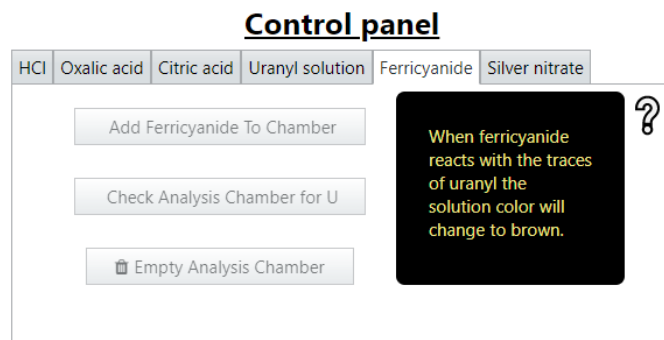 Control panel
HCl Oxalic acid Citric acid Uranyl solution Ferricyanide Silver nitrate
Add Ferricyanide To Chamber
Check Analysis Chamber for U
Empty Analysis Chamber
When ferricyanide
reacts with the traces
of uranyl the
solution color will
change to brown.
?